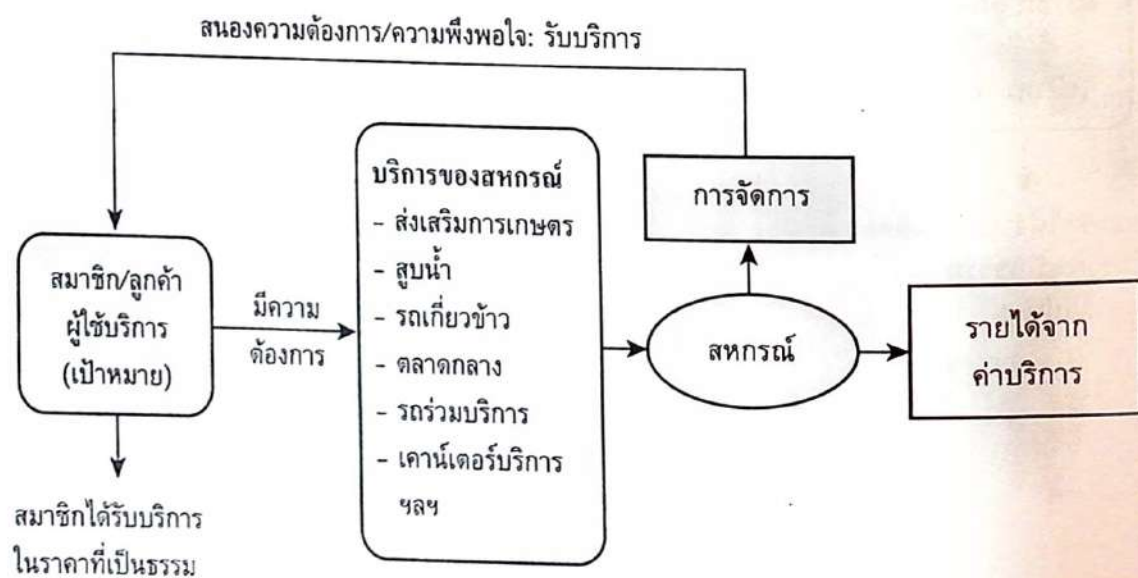 สนองความต้องการ/ความพึงพอใจ: รับบริการ
สมาชิก/ลูกค้า
ผู้ใช้บริการ
(เป้าหมาย)
มีความ
ต้องการ
บริการของสหกรณ์
- ส่งเสริมการเกษตร
- สูบน้ำ
- รถเกี่ยวข้าว
- ตลาดกลาง
- รถร่วมบริการ
- เคาน์เตอร์บริการ
ฯลฯ
การจัดการ
สหกรณ์
รายได้จาก
ค่าบริการ
สมาชิกได้รับบริการ
ในราคาที่เป็นธรรม